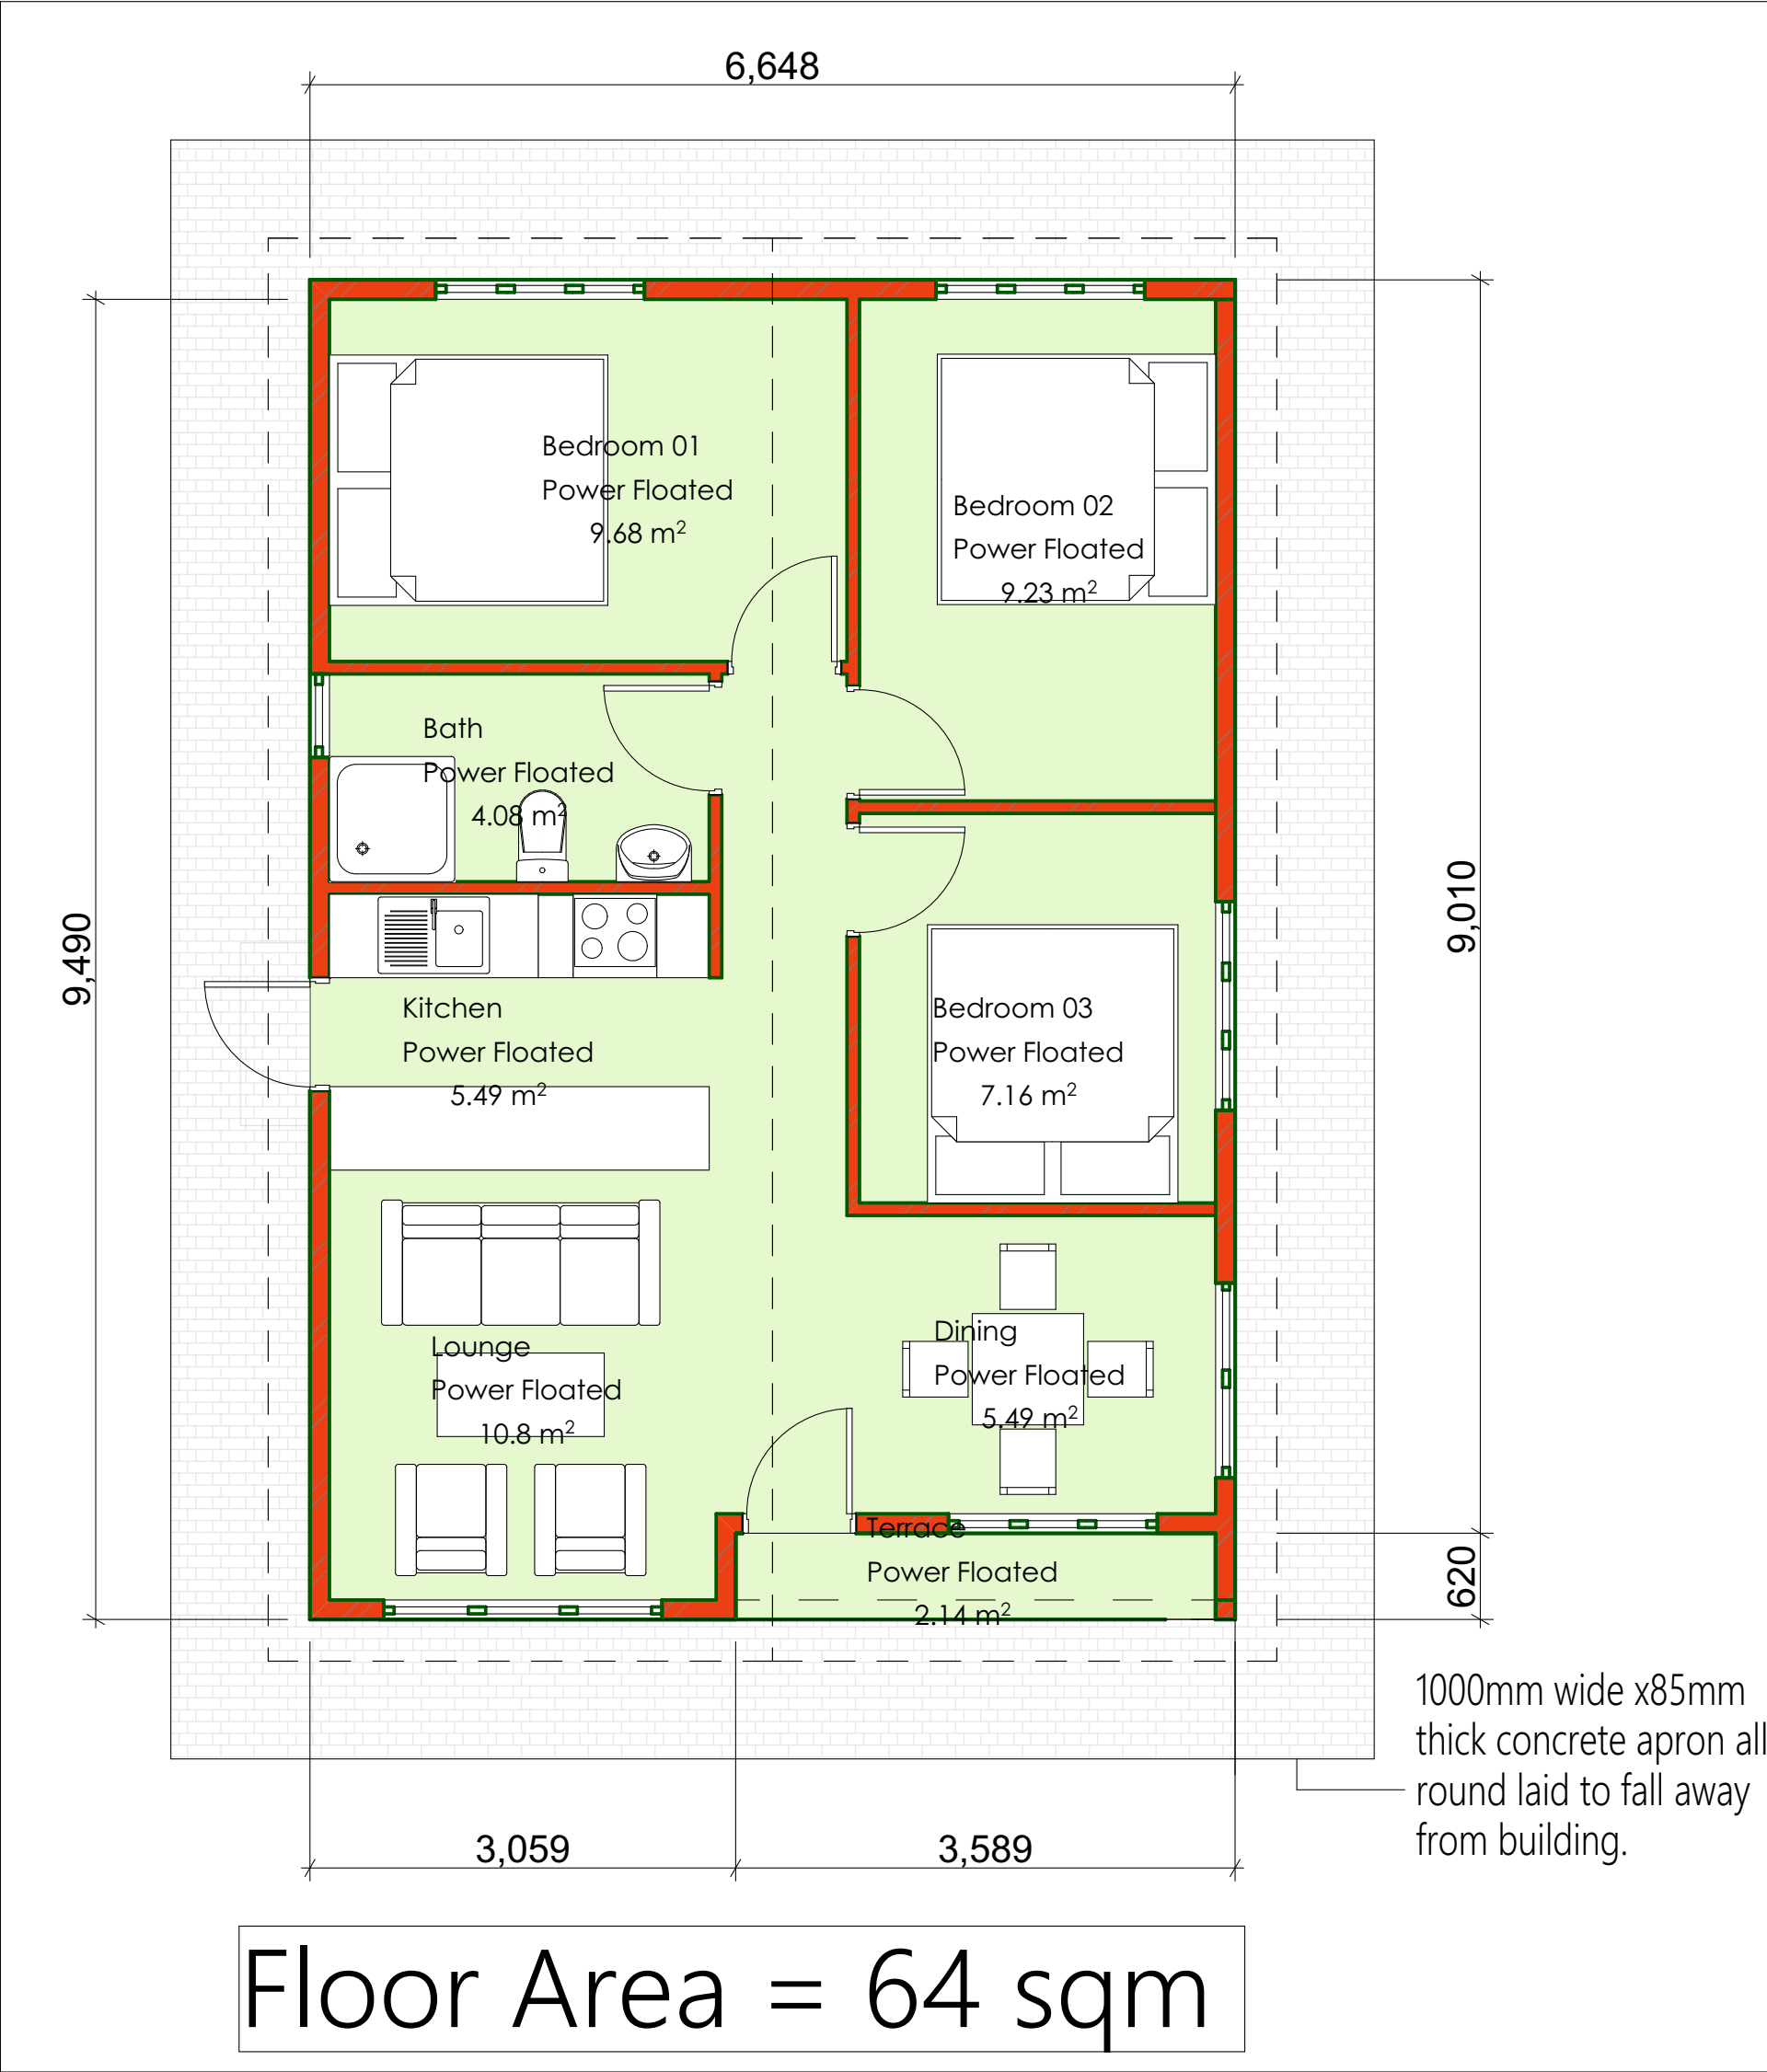 6,648
Bedroom 01
Power Floated
9.68 m²
Bedroom 02
Power Floated
9.23 m²
Bath
Power Floated
4.08 m²
9,490
9,010
Kitchen
Power Floated
5.49 m²
Bedroom 03
Power Floated
7.16 m²
Lounge
Power Floated
10.8 m²
Dining
Power Floated
5.49 m²
Terrace
Power Floated
2.14 m²
620
1000mm wide x85mm
thick concrete apron all
round laid to fall away
from building.
3,059
3,589
Floor Area = 64 sqm